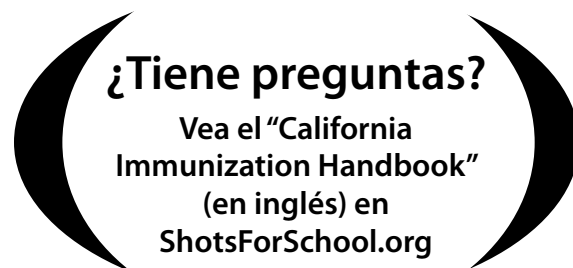 ¿Tiene preguntas?
Vea el “California
Immunization Handbook”
(en inglés) en
ShotsForSchool.org